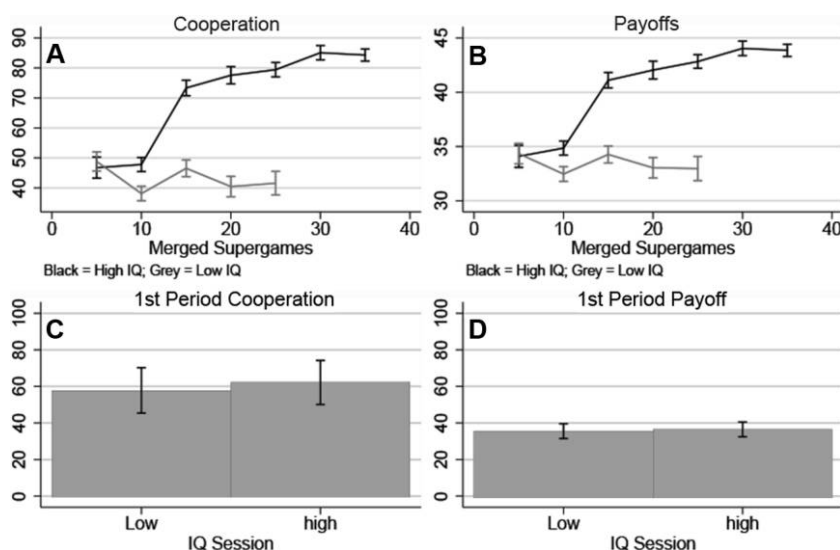 Cooperation
A
90
80
70
60
50
40
0 10 20 30 40
Merged Supergames
Black = High IQ; Grey = Low IQ
Payoffs
B
45
40
35
30
0 10 20 30 40
Merged Supergames
Black = High IQ; Grey = Low IQ
1st Period Cooperation
C
100
80
60
40
20
0
Low high
IQ Session
1st Period Payoff
D
100
80
60
40
20
0
Low high
IQ Session